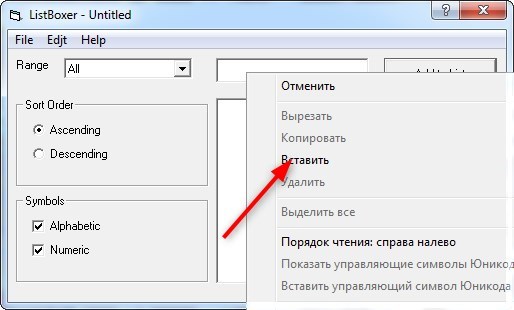 ListBoxer - Untitled
File Edjt Help
Range All
Отменить
Sort Order
Вырезать
Ascending
Копировать
Descending
Вставить
Удалить
Выделить все
Symbols
Alphabetic
Порядок чтения: справа налево
Numeric
Показать управляющие символы Юникода
Вставить управляющий символ Юникода